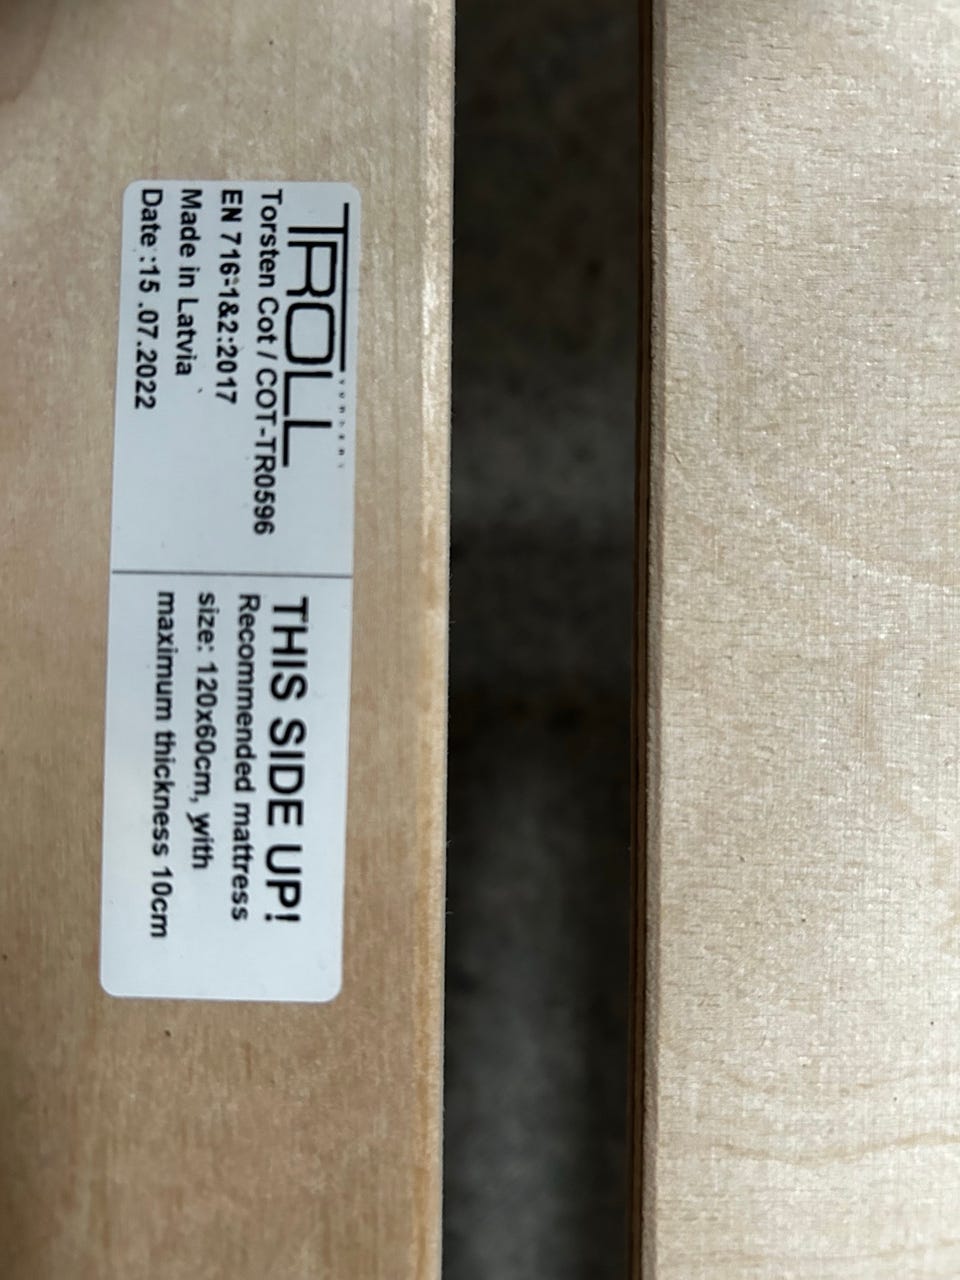 TROLL
NURSERY
Torsten Cot / COT-TR0596
EN 716-1&2:2017
Made in Latvia
Date :15 .07.2022
THIS SIDE UP!
Recommended mattress
size: 120x60cm, with
maximum thickness 10cm